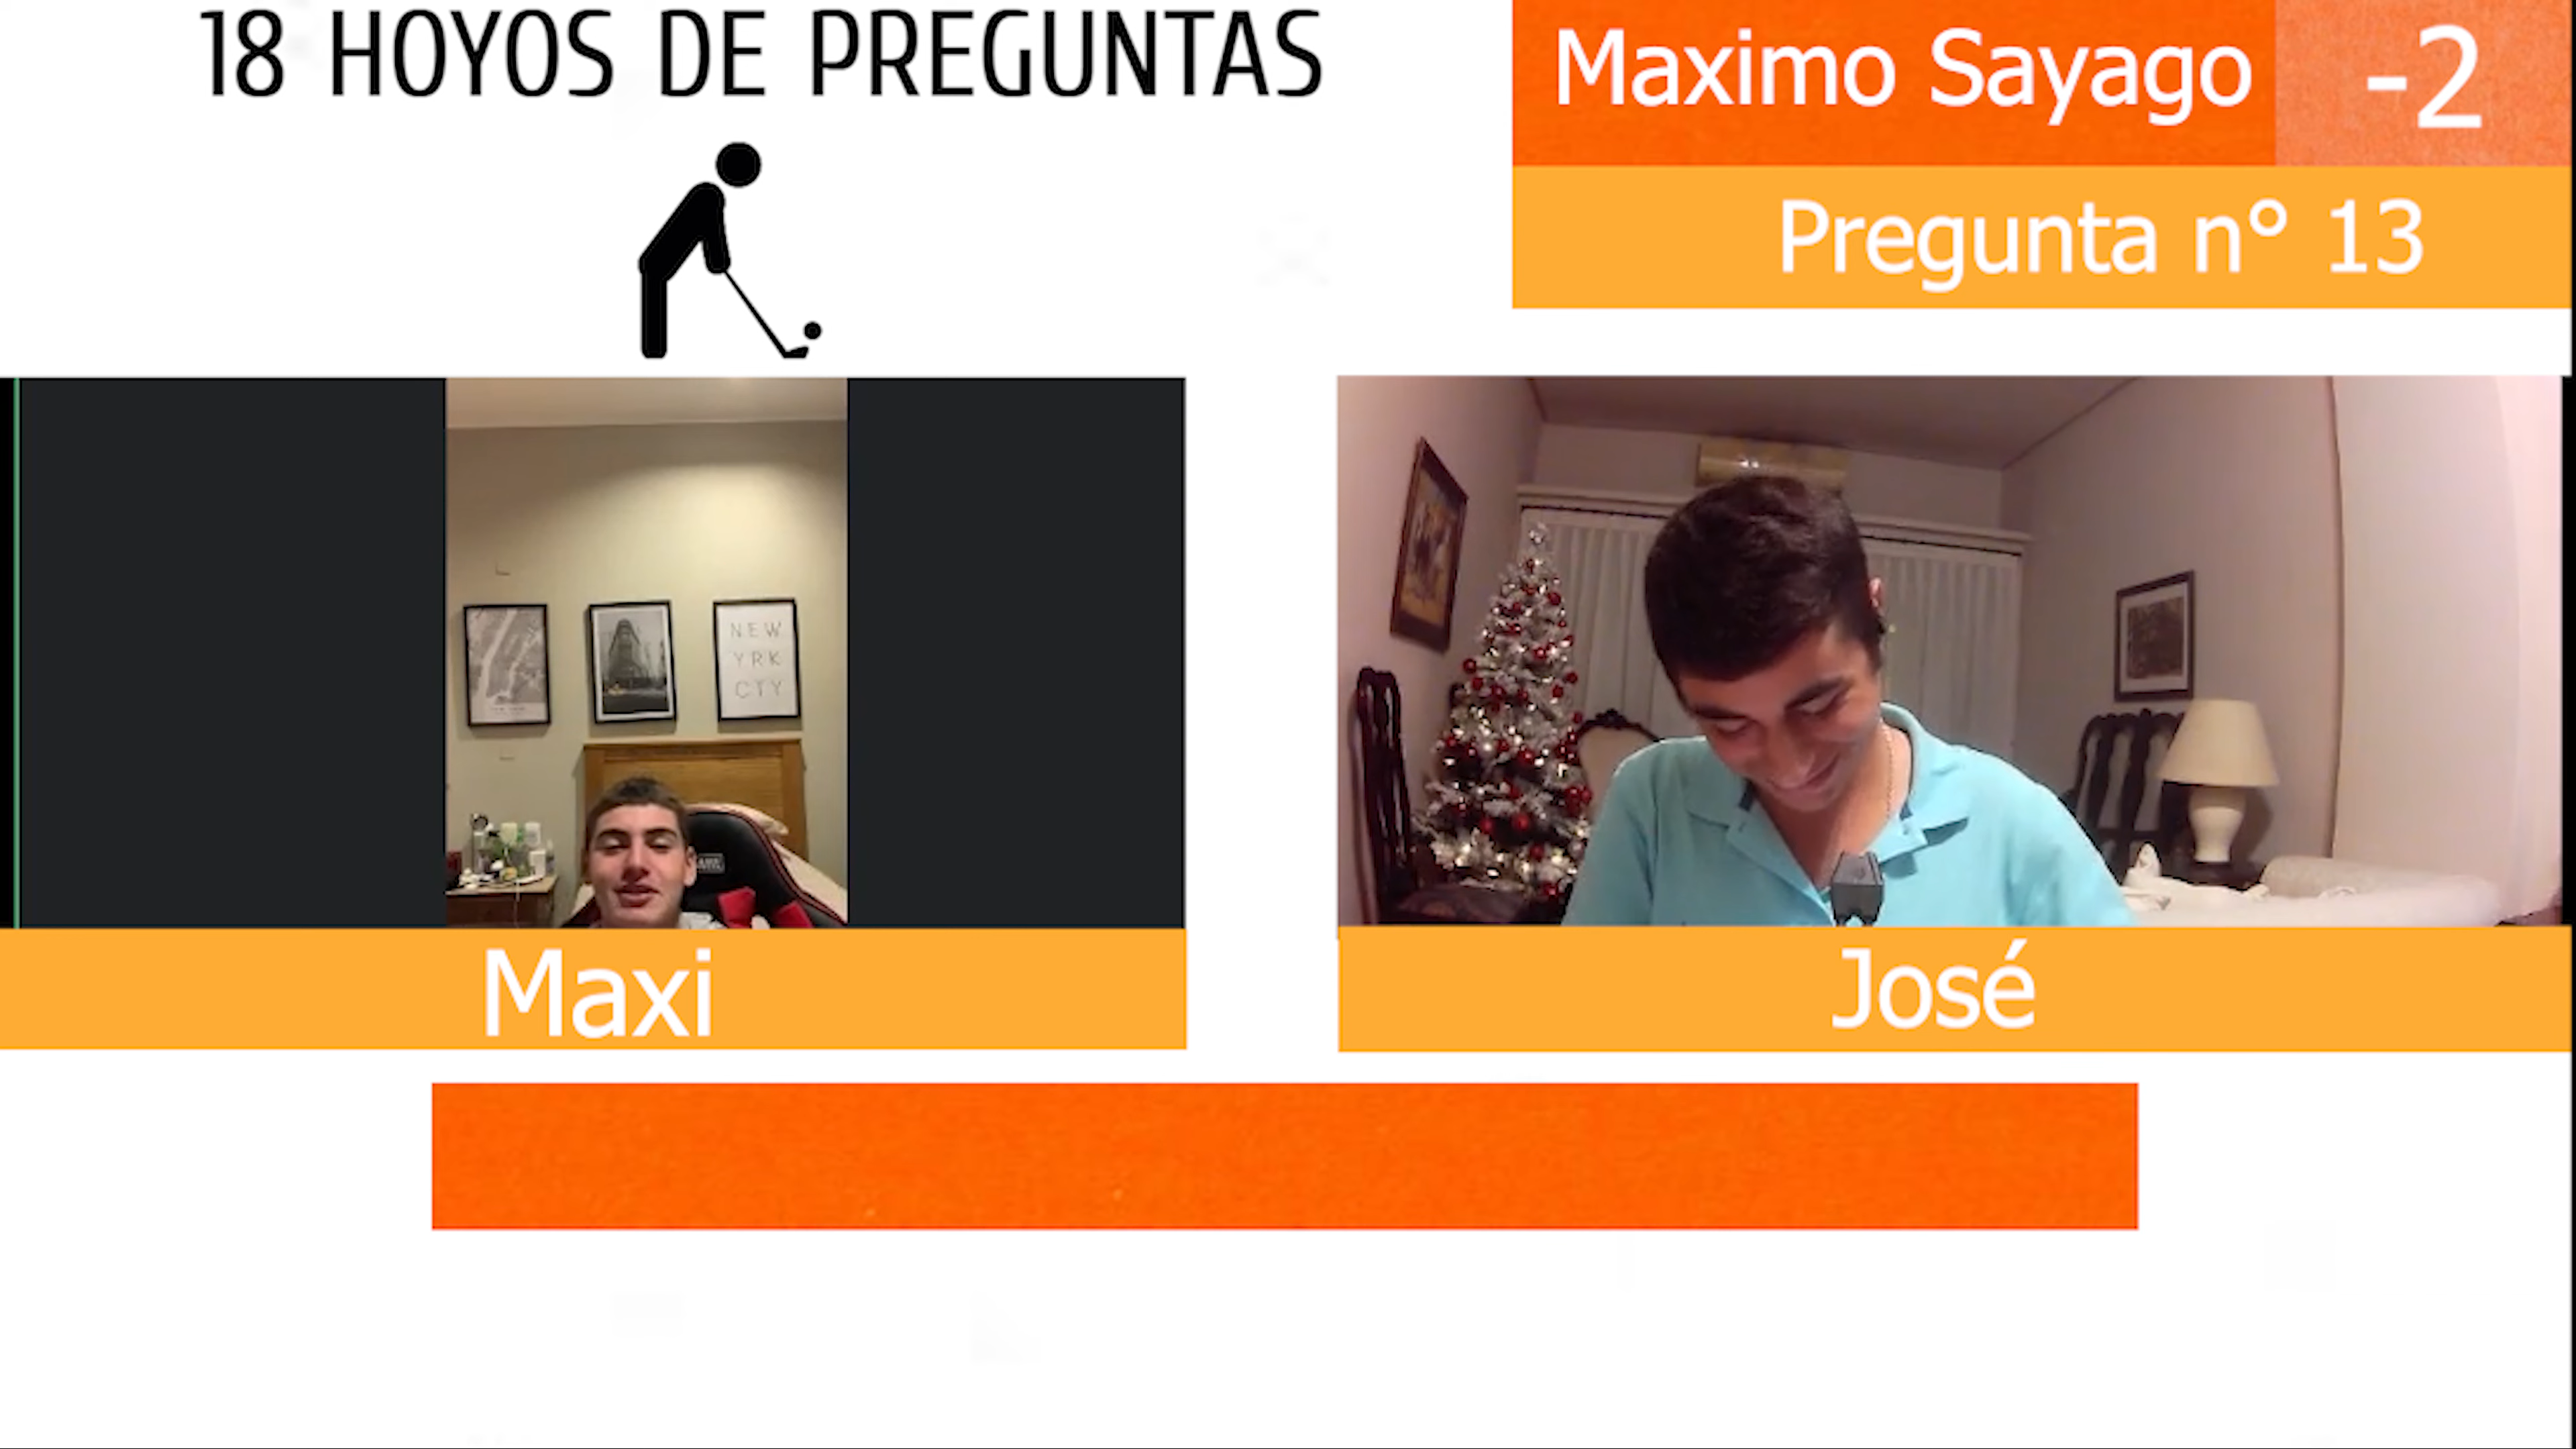 18 HOYOS DE PREGUNTAS
Maximo Sayago -2
Pregunta n° 13
NEW
YRK
CTY
Maxi
José